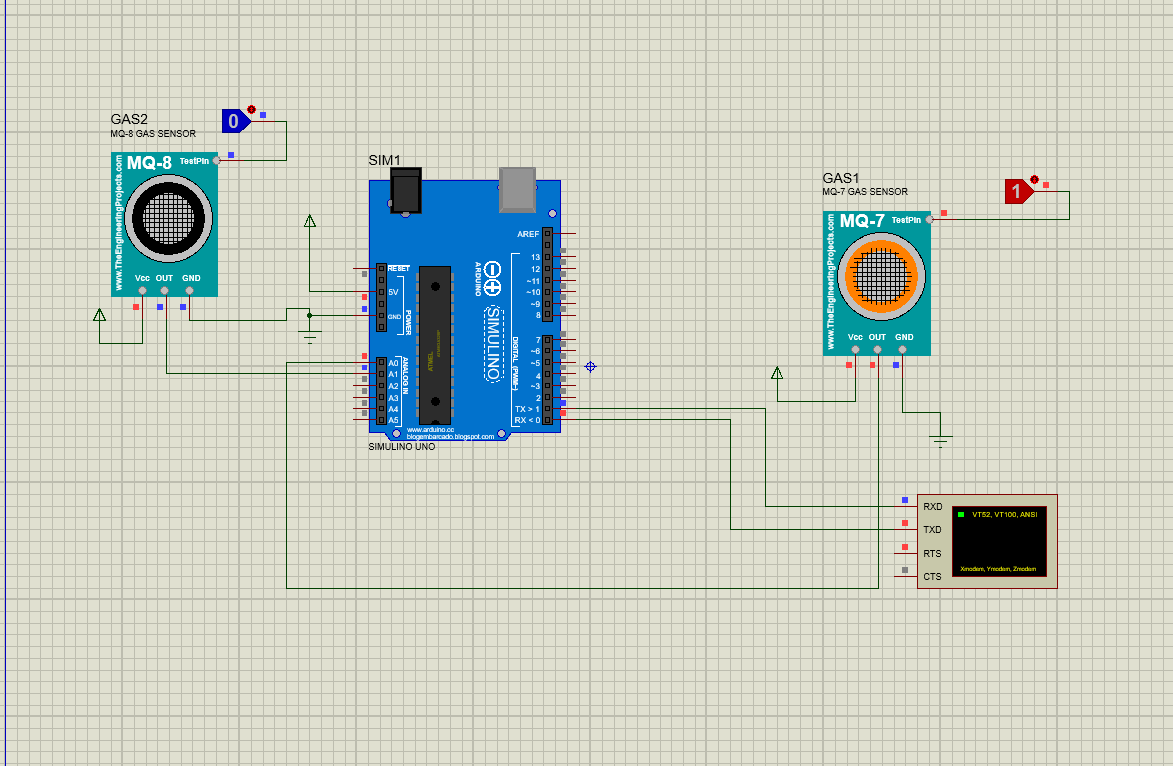 GAS2
MQ-8 GAS SENSOR
0
MQ-8
TestPin
www.TheEngineeringProjects.com
Vcc OUT GND
SIM1
AREF
RESET
5V
GND
POWER
A0
A1
A2
A3
A4
A5
ANALOG IN
ATMEL
ARDUINO
SIMULINO
13
12
~11
~10
~9
8
7
~6
~5
4
~3
2
TX > 1
RX < 0
DIGITAL (PWM~)
www.arduino.cc
blogembarcado.blogspot.com
SIMULINO UNO
GAS1
MQ-7 GAS SENSOR
1
MQ-7
TestPin
www.TheEngineeringProjects.com
Vcc OUT GND
RXD
TXD
RTS
CTS
VT52, VT100, ANSI
Xmodem, Ymodem, Zmodem